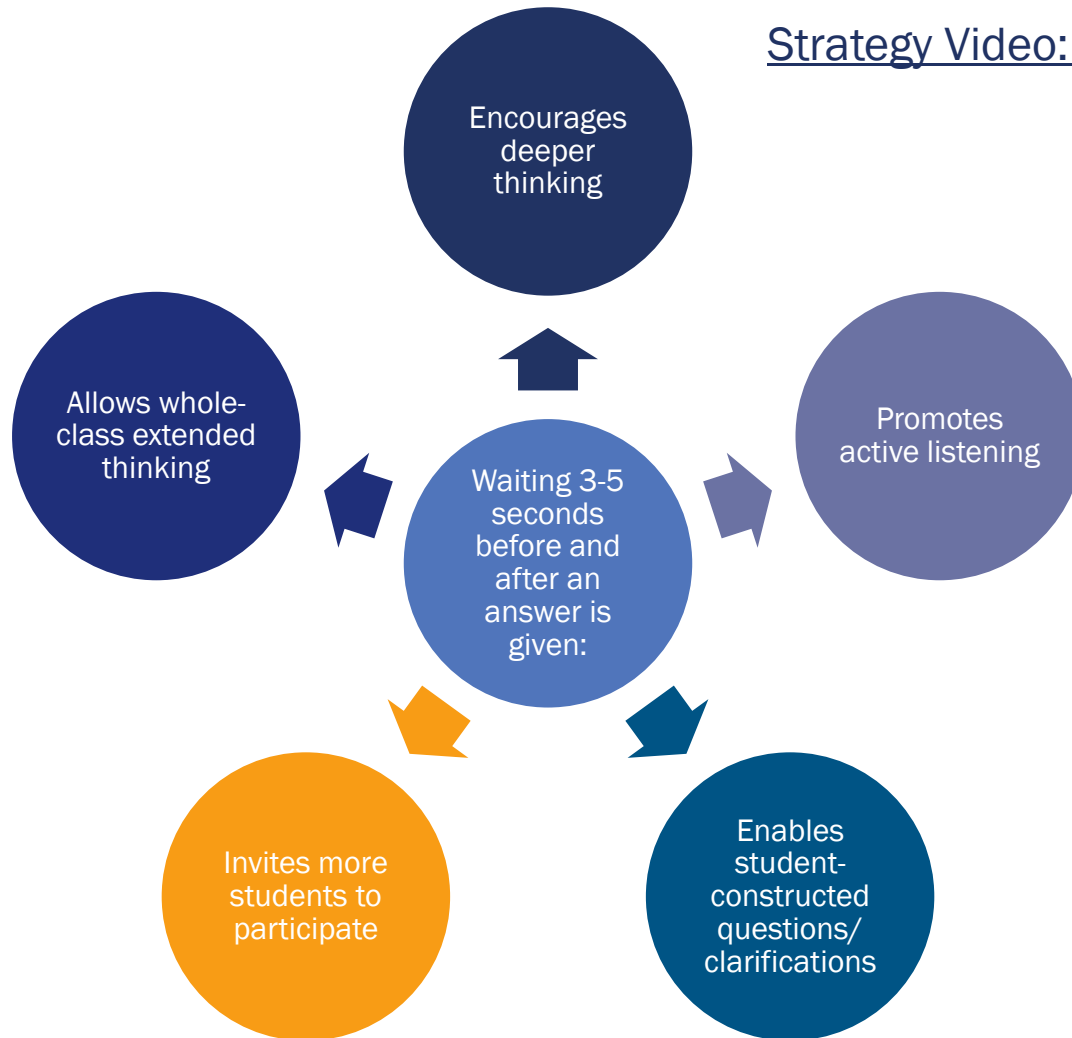 Strategy Video:
Encourages
deeper
thinking
Allows whole-
class extended
thinking
Promotes
active listening
Waiting 3-5
seconds
before and
after an
answer is
given:
Invites more
students to
participate
Enables
student-
constructed
questions/
clarifications